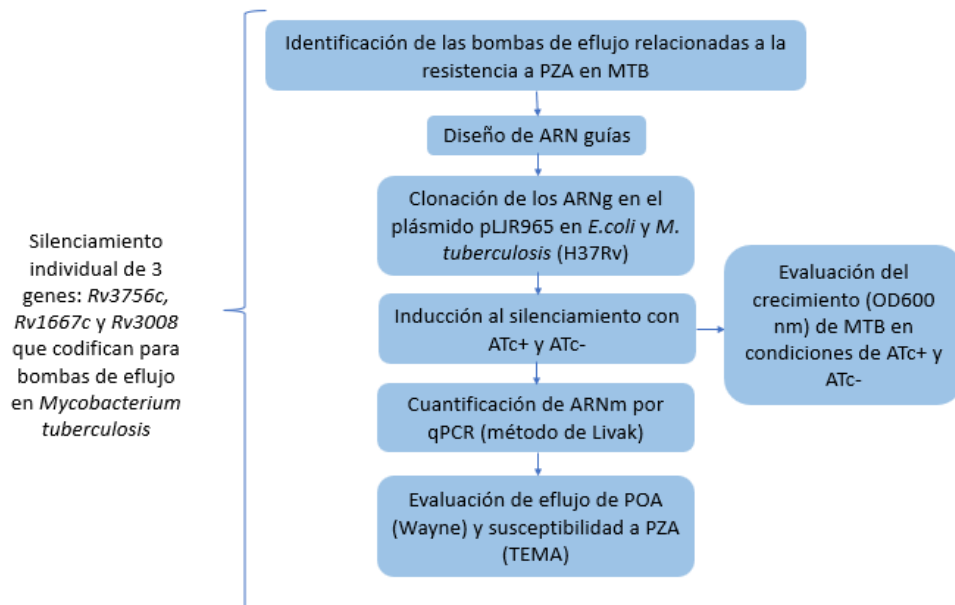 Silenciamiento
individual de 3
genes: Rv3756c,
Rv1667c y Rv3008
que codifican para
bombas de eflujo
en Mycobacterium
tuberculosis
Identificación de las bombas de eflujo relacionadas a la
resistencia a PZA en MTB
Diseño de ARN guías
Clonación de los ARNg en el
plásmido pLJR965 en E.coli y M.
tuberculosis (H37Rv)
Inducción al silenciamiento con
ATc+ y ATc-
Evaluación del
crecimiento (OD600
nm) de MTB en
condiciones de ATc+ y
ATc-
Cuantificación de ARNm por
qPCR (método de Livak)
Evaluación de eflujo de POA
(Wayne) y susceptibilidad a PZA
(TEMA)